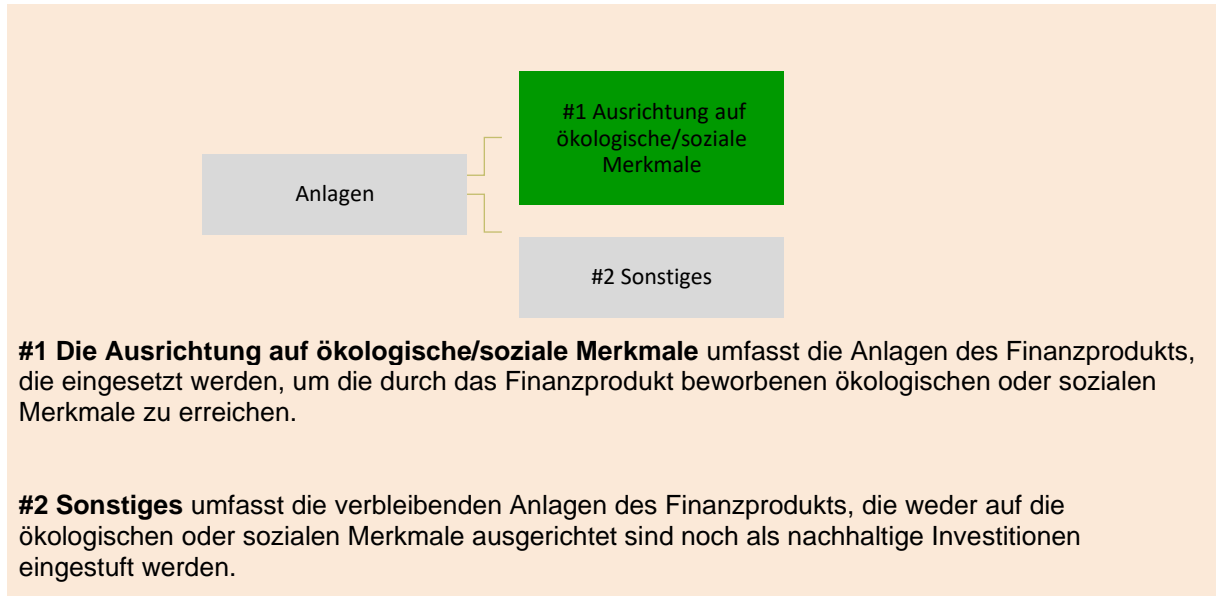 #1 Ausrichtung auf
ökologische/soziale
Merkmale
Anlagen
#2 Sonstiges
#1 Die Ausrichtung auf ökologische/soziale Merkmale umfasst die Anlagen des Finanzprodukts,
die eingesetzt werden, um die durch das Finanzprodukt beworbenen ökologischen oder sozialen
Merkmale zu erreichen.
#2 Sonstiges umfasst die verbleibenden Anlagen des Finanzprodukts, die weder auf die
ökologischen oder sozialen Merkmale ausgerichtet sind noch als nachhaltige Investitionen
eingestuft werden.